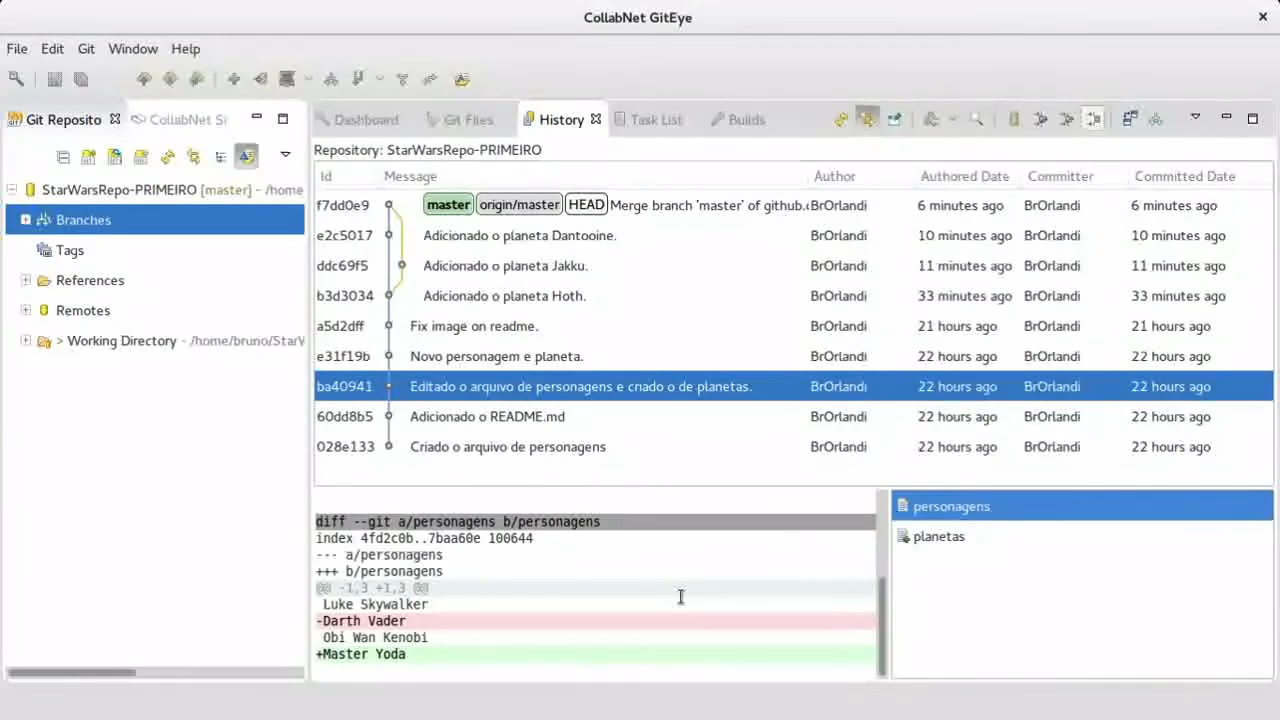 CollabNet GitEye
File Edit Git Window Help
Git Reposito CollabNet Si
Dashboard Git Files History Task List Builds
Repository: StarWarsRepo-PRIMEIRO
StarWarsRepo-PRIMEIRO [master] - /home
Branches
Tags
References
Remotes
> Working Directory - /home/bruno/StarW
Id Message Author Authored Date Committer Committed Date
f7dd0e9 master origin/master HEAD Merge branch 'master' of github.c BrOrlandi 6 minutes ago BrOrlandi 6 minutes ago
e2c5017 Adicionado o planeta Dantooine. BrOrlandi 10 minutes ago BrOrlandi 10 minutes ago
ddc69f5 Adicionado o planeta Jakku. BrOrlandi 11 minutes ago BrOrlandi 11 minutes ago
b3d3034 Adicionado o planeta Hoth. BrOrlandi 33 minutes ago BrOrlandi 33 minutes ago
a5d2dff Fix image on readme. BrOrlandi 21 hours ago BrOrlandi 21 hours ago
e31f19b Novo personagem e planeta. BrOrlandi 22 hours ago BrOrlandi 22 hours ago
ba40941 Editado o arquivo de personagens e criado o de planetas. BrOrlandi 22 hours ago BrOrlandi 22 hours ago
60dd8b5 Adicionado o README.md BrOrlandi 22 hours ago BrOrlandi 22 hours ago
028e133 Criado o arquivo de personagens BrOrlandi 22 hours ago BrOrlandi 22 hours ago
diff --git a/personagens b/personagens
index 4fd2c0b..7baa60e 100644
--- a/personagens
+++ b/personagens
@@ -1,3 +1,3 @@
Luke Skywalker
-Darth Vader
Obi Wan Kenobi
+Master Yoda
personagens
planetas